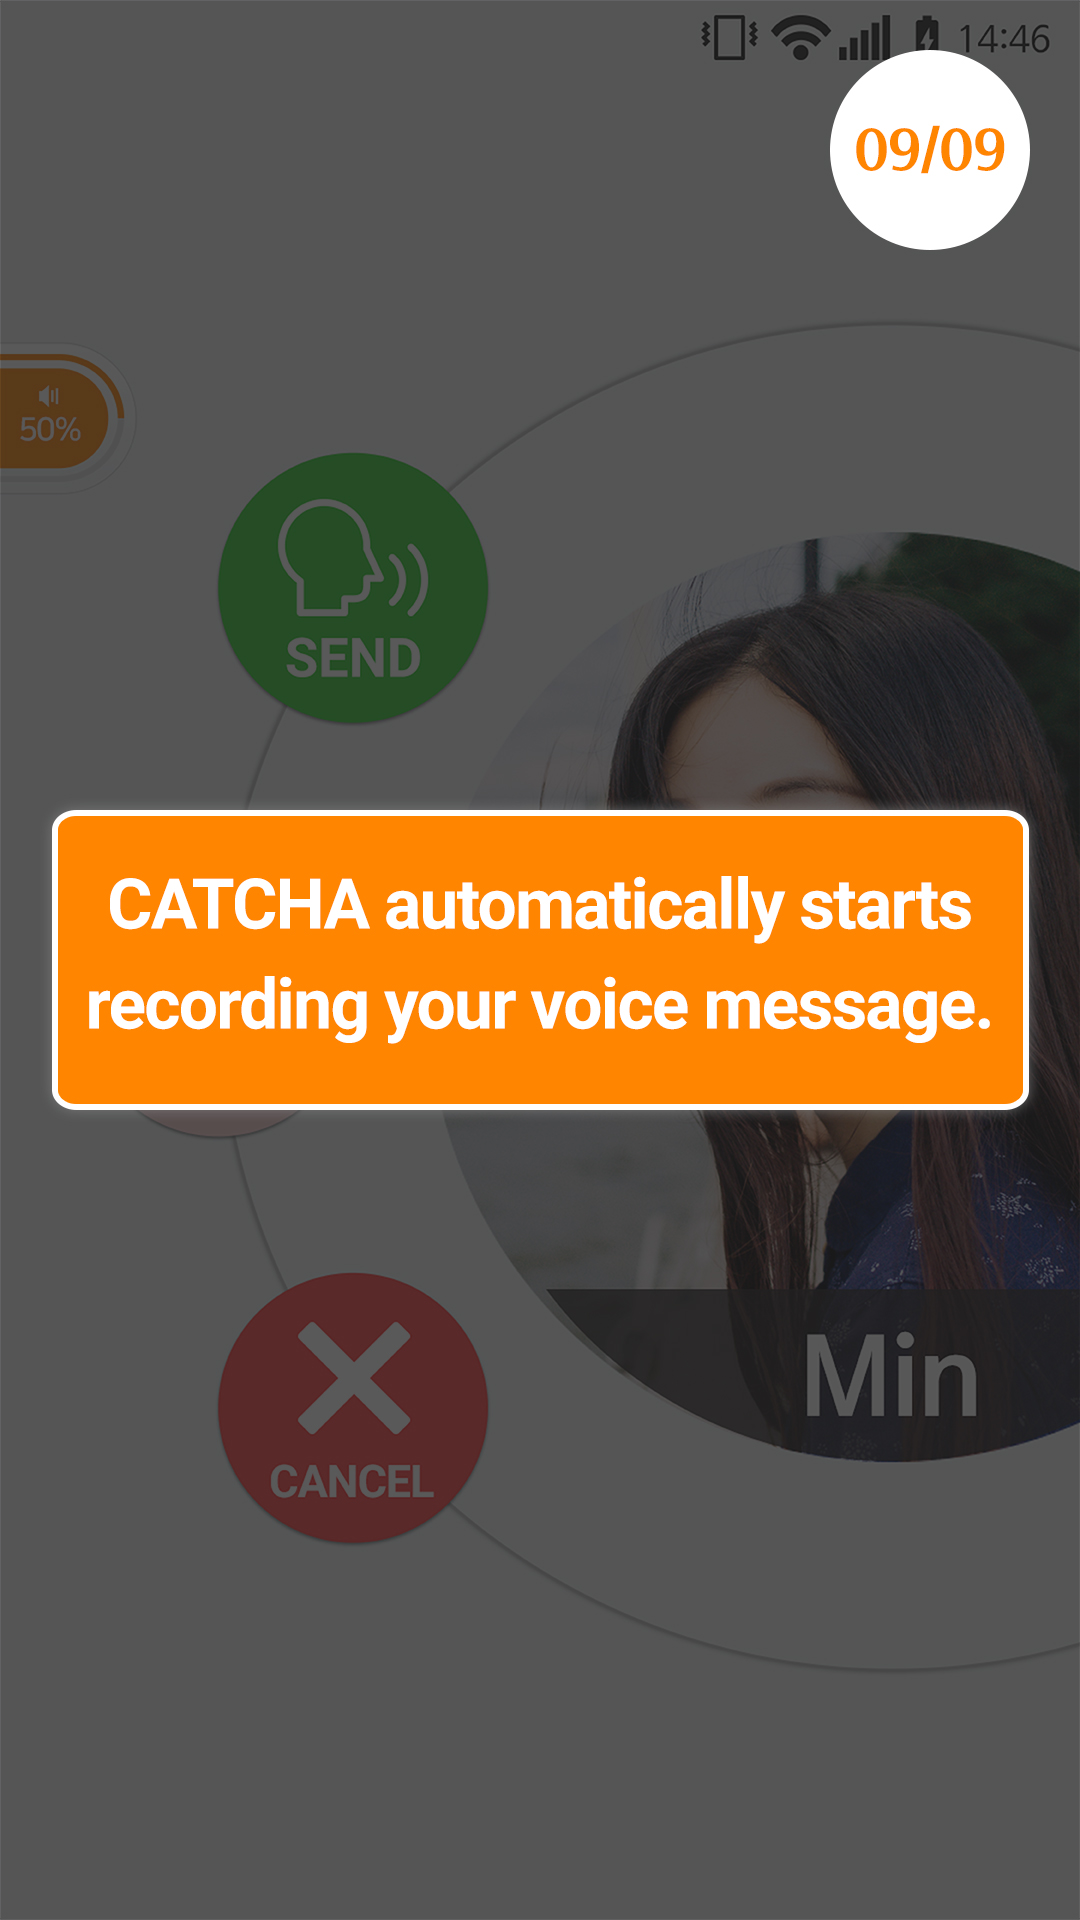 14:46
09/09
50%
SEND
CATCHA automatically starts
recording your voice message.
CANCEL
Min